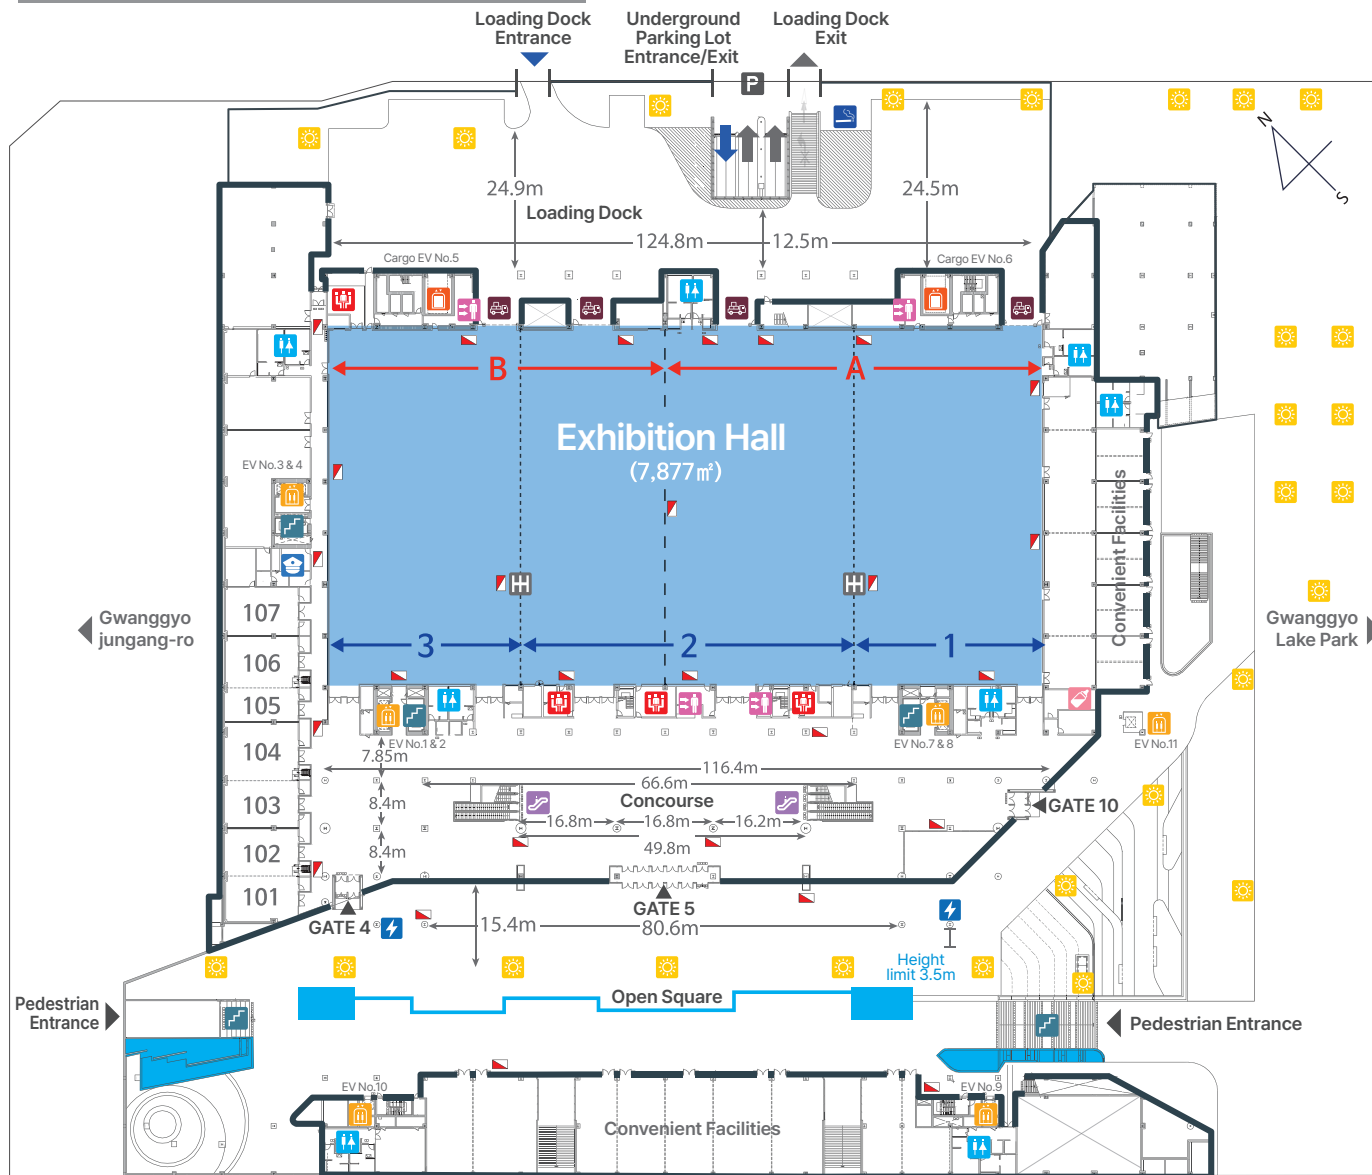 Loading Dock
Entrance
Underground
Parking Lot
Entrance/Exit
Loading Dock
Exit
P
N
S
24.9m
24.5m
Loading Dock
124.8m
12.5m
Cargo EV No.5
Cargo EV No.6
B
A
Exhibition Hall
(7,877㎡)
EV No.3 & 4
Convenient Facilities
107
106
105
104
103
102
101
Gwanggyo
jungang-ro
Gwanggyo
Lake Park
3
2
1
EV No.1 & 2
EV No.7 & 8
EV No.11
7.85m
116.4m
66.6m
8.4m
Concourse
GATE 10
16.8m
16.8m
16.2m
49.8m
8.4m
GATE 4
GATE 5
15.4m
80.6m
Height
limit 3.5m
Pedestrian
Entrance
Open Square
Pedestrian Entrance
EV No.10
EV No.9
Convenient Facilities